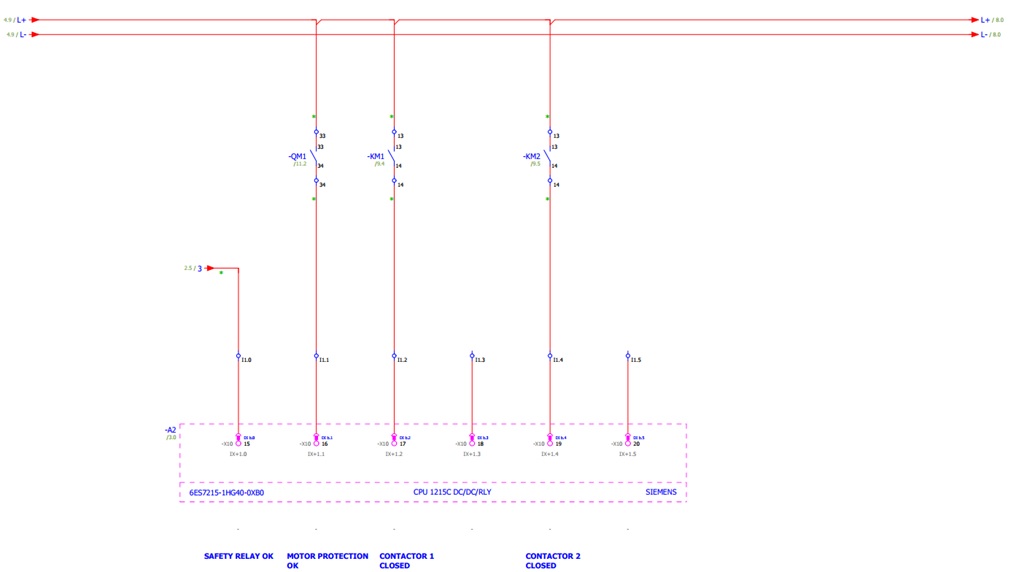 4.9 / L+
L+ / 8.0
4.9 / L-
L- / 8.0
33
13
13
33
13
13
-QM1
-KM1
-KM2
/11.2
/9.4
/9.5
34
14
14
34
14
14
2.5 / 3
I1.0
I1.1
I1.2
I1.3
I1.4
I1.5
-A2
/3.0
DI b.0
DI b.1
DI b.2
DI b.3
DI b.4
DI b.5
-X10 15
-X10 16
-X10 17
-X10 18
-X10 19
-X10 20
IX+1.0
IX+1.1
IX+1.2
IX+1.3
IX+1.4
IX+1.5
6ES7215-1HG40-0XB0
CPU 1215C DC/DC/RLY
SIEMENS
- - - - - -
SAFETY RELAY OK
MOTOR PROTECTION
OK
CONTACTOR 1
CLOSED
CONTACTOR 2
CLOSED